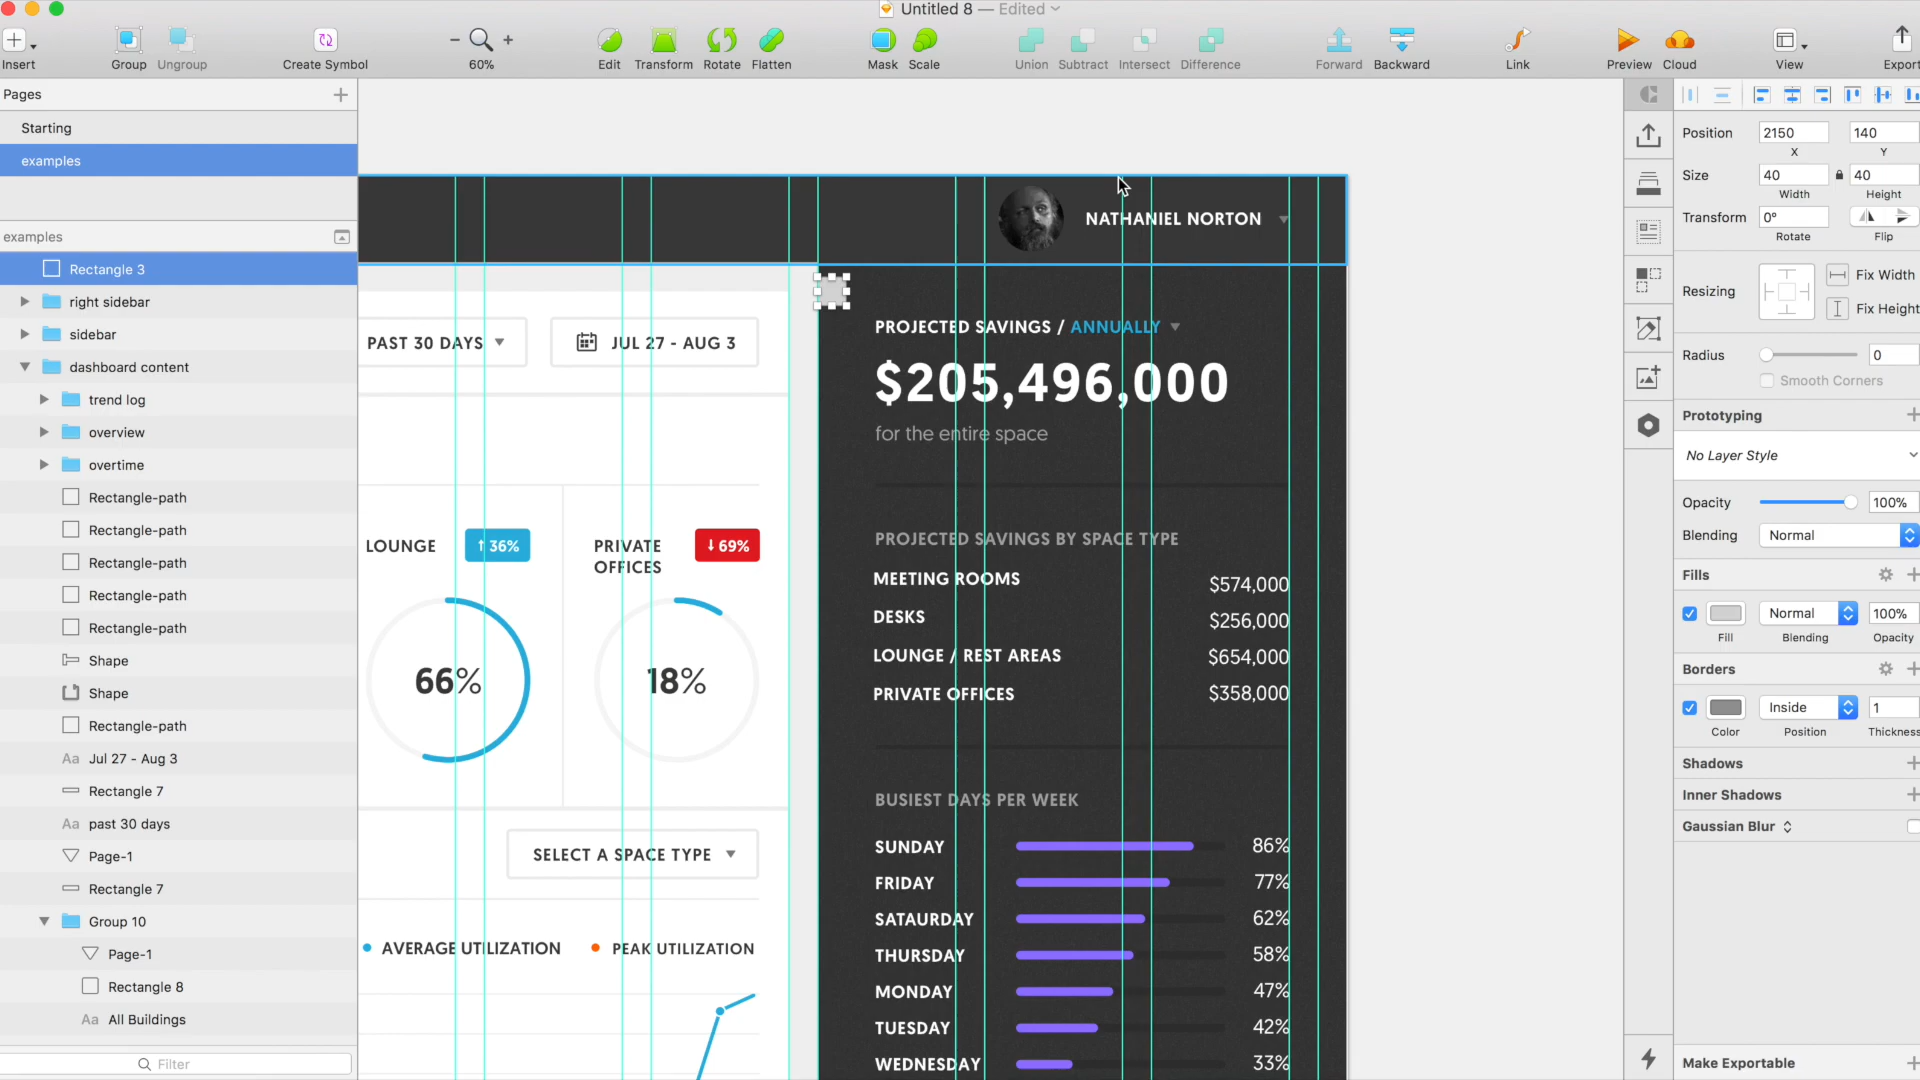 Untitled 8 — Edited
Insert
Group
Ungroup
Create Symbol
60%
Edit
Transform
Rotate
Flatten
Mask
Scale
Union
Subtract
Intersect
Difference
Forward
Backward
Link
Preview
Cloud
View
Export
Pages
Starting
examples
examples
Rectangle 3
right sidebar
sidebar
dashboard content
trend log
overview
overtime
Rectangle-path
Rectangle-path
Rectangle-path
Rectangle-path
Rectangle-path
Shape
Shape
Rectangle-path
Aa Jul 27 - Aug 3
Rectangle 7
Aa past 30 days
Page-1
Rectangle 7
Group 10
Page-1
Rectangle 8
Aa All Buildings
Filter
NATHANIEL NORTON
PAST 30 DAYS
JUL 27 - AUG 3
LOUNGE
↑ 36%
PRIVATE
OFFICES
↓ 69%
66%
18%
SELECT A SPACE TYPE
AVERAGE UTILIZATION
PEAK UTILIZATION
PROJECTED SAVINGS / ANNUALLY
$205,496,000
for the entire space
PROJECTED SAVINGS BY SPACE TYPE
MEETING ROOMS $574,000
DESKS $256,000
LOUNGE / REST AREAS $654,000
PRIVATE OFFICES $358,000
BUSIEST DAYS PER WEEK
SUNDAY 86%
FRIDAY 77%
SATAURDAY 62%
THURSDAY 58%
MONDAY 47%
TUESDAY 42%
WEDNESDAY 33%
Position 2150 140
X Y
Size 40 40
Width Height
Transform 0°
Rotate Flip
Resizing
Fix Width
Fix Height
Radius 0
Smooth Corners
Prototyping
No Layer Style
Opacity 100%
Blending Normal
Fills
Normal 100%
Fill Blending Opacity
Borders
Inside 1
Color Position Thickness
Shadows
Inner Shadows
Gaussian Blur
Make Exportable